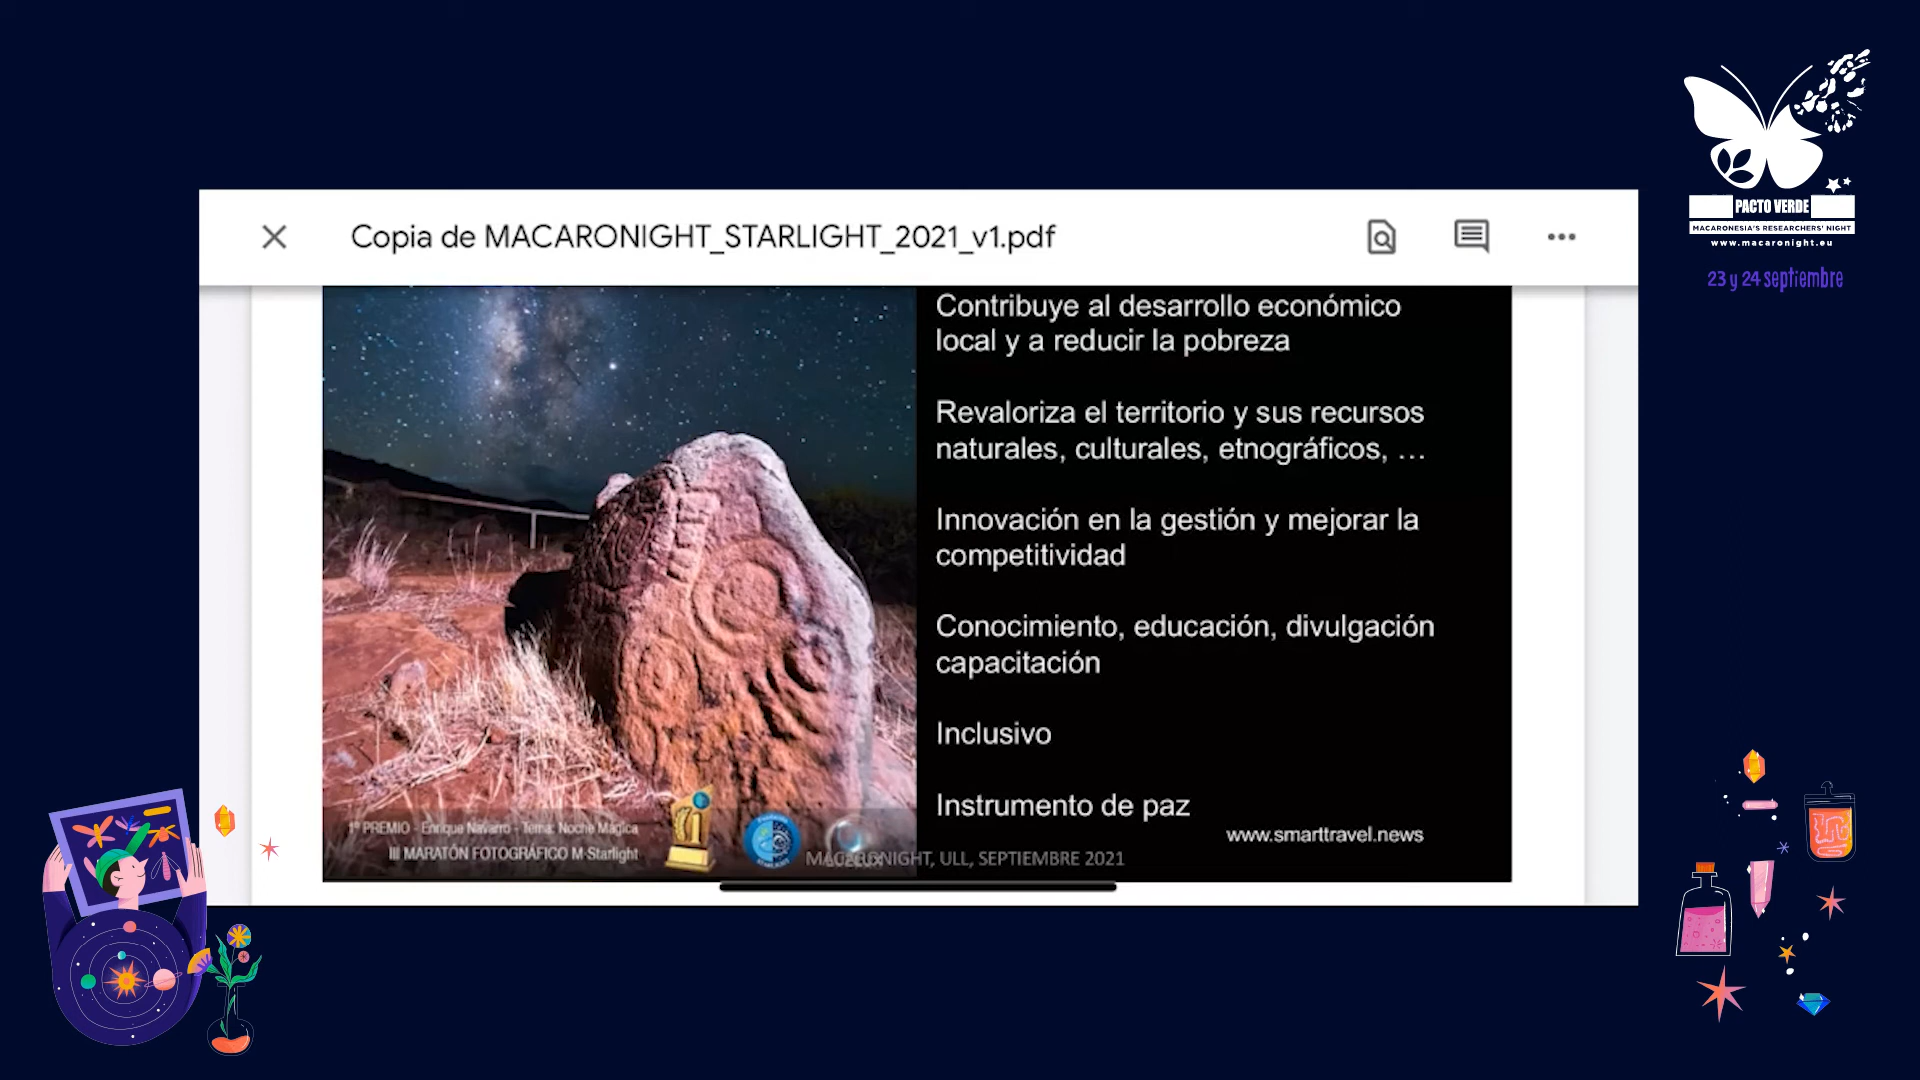 PACTO VERDE
MACARONESIA'S RESEARCHERS' NIGHT
www.macaronight.eu
23 y 24 septiembre
Copia de MACARONIGHT_STARLIGHT_2021_v1.pdf
Contribuye al desarrollo económico
local y a reducir la pobreza
Revaloriza el territorio y sus recursos
naturales, culturales, etnográficos, ...
Innovación en la gestión y mejorar la
competitividad
Conocimiento, educación, divulgación
capacitación
Inclusivo
Instrumento de paz
www.smarttravel.news
1º PREMIO - Enrique Navarro - Tema: Noche Mágica
III MARATÓN FOTOGRÁFICO M-Starlight
MACARONIGHT, ULL, SEPTIEMBRE 2021